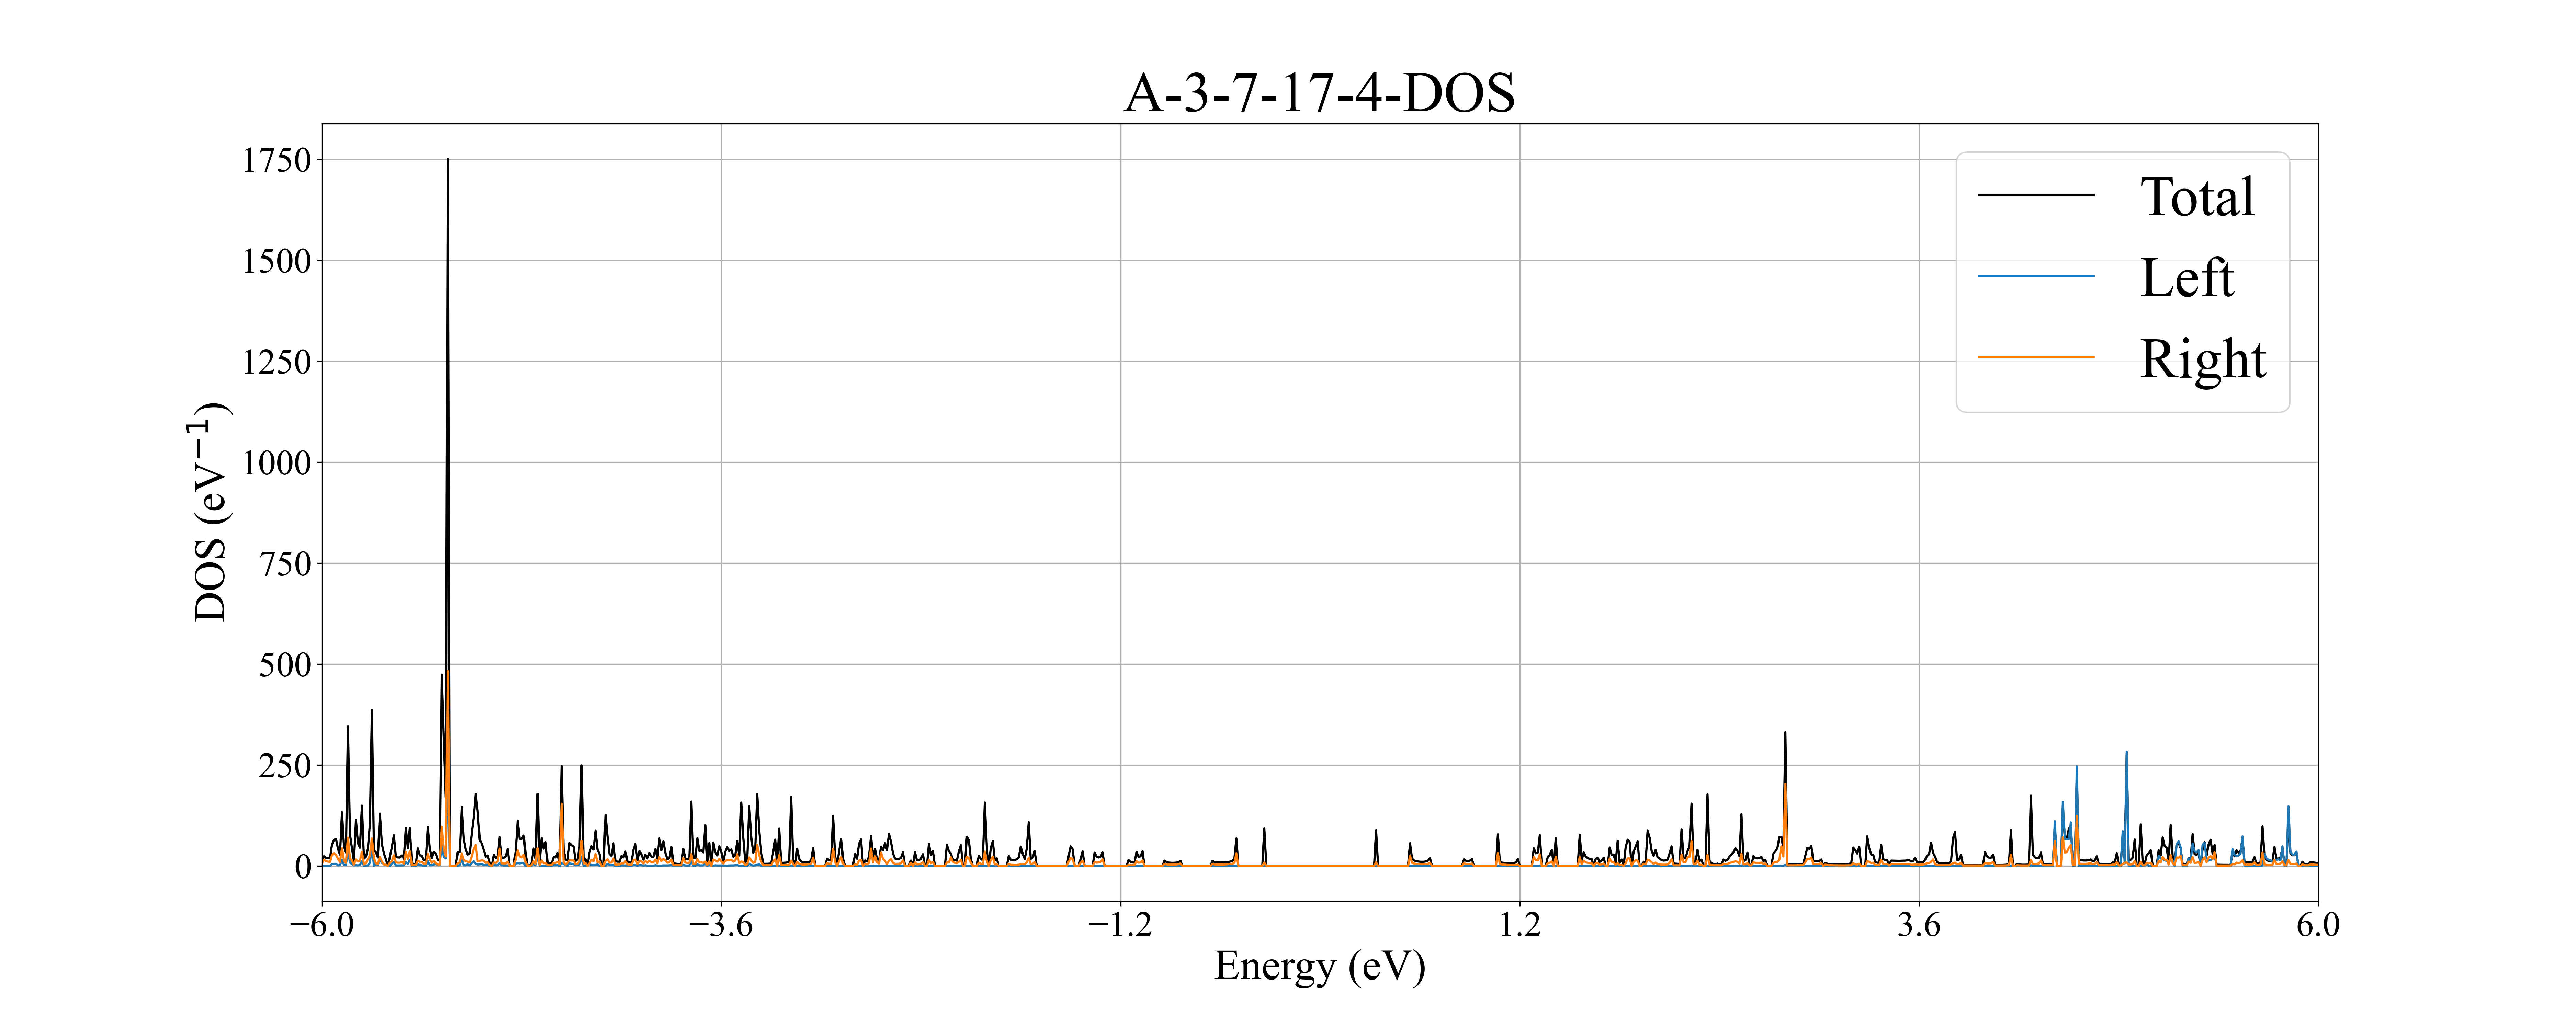 A-3-7-17-4-DOS
1750
1500
1250
1000
750
500
250
0
DOS (eV⁻¹)
Total
Left
Right
−6.0 −3.6 −1.2 1.2 3.6 6.0
Energy (eV)